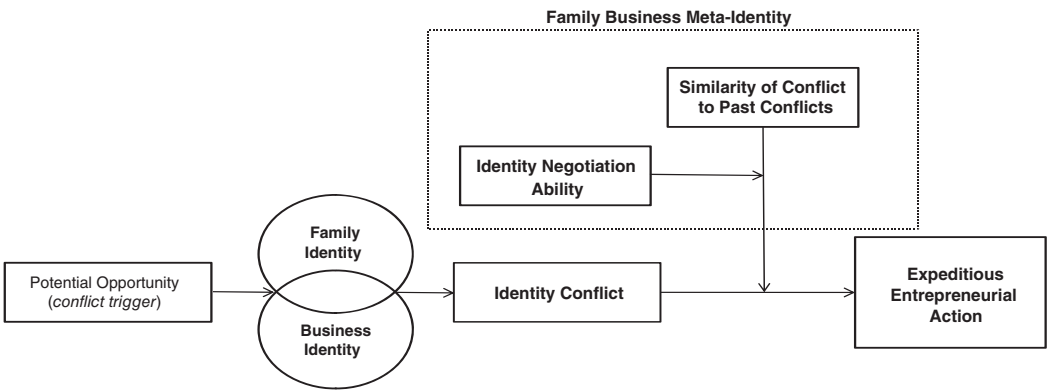 Family Business Meta-Identity
Similarity of Conflict
to Past Conflicts
Identity Negotiation
Ability
Family
Identity
Potential Opportunity
(conflict trigger)
Identity Conflict
Business
Identity
Expeditious
Entrepreneurial
Action